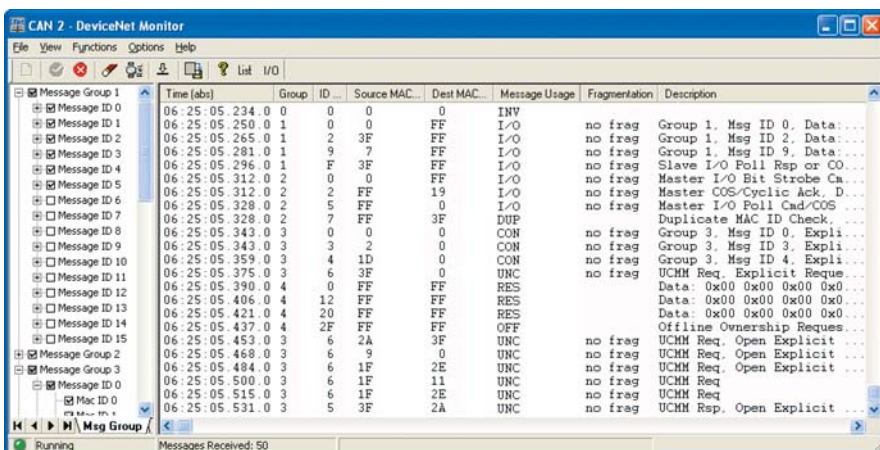 CAN 2 - DeviceNet Monitor
File View Functions Options Help
List I/O
Message Group 1
Message ID 0
Message ID 1
Message ID 2
Message ID 3
Message ID 4
Message ID 5
Message ID 6
Message ID 7
Message ID 8
Message ID 9
Message ID 10
Message ID 11
Message ID 12
Message ID 13
Message ID 14
Message ID 15
Message Group 2
Message Group 3
Message ID 0
Mac ID 0
Mac ID 1
Msg Group
Time (abs) Group ID ... Source MAC... Dest MAC... Message Usage Fragmentation Description
06:25:05.234.0 0 0 0 0 INV
06:25:05.250.0 1 0 0 FF I/O no frag Group 1, Msg ID 0, Data:...
06:25:05.265.0 1 2 3F FF I/O no frag Group 1, Msg ID 2, Data:...
06:25:05.281.0 1 9 7 FF I/O no frag Group 1, Msg ID 9, Data:...
06:25:05.296.0 1 F 3F FF I/O no frag Slave I/O Poll Rsp or CO...
06:25:05.312.0 2 0 0 FF I/O no frag Master I/O Bit Strobe Cm...
06:25:05.312.0 2 2 FF 19 I/O no frag Master COS/Cyclic Ack, D...
06:25:05.328.0 2 5 FF 0 I/O no frag Master I/O Poll Cmd/COS ...
06:25:05.328.0 2 7 FF 3F DUP Duplicate MAC ID Check, ...
06:25:05.343.0 3 0 0 0 CON no frag Group 3, Msg ID 0, Expli...
06:25:05.343.0 3 3 2 0 CON no frag Group 3, Msg ID 3, Expli...
06:25:05.359.0 3 4 1D 0 CON no frag Group 3, Msg ID 4, Expli...
06:25:05.375.0 3 6 3F 0 UNC no frag UCMM Req, Explicit Reque...
06:25:05.390.0 4 0 FF FF RES Data: 0x00 0x00 0x00 0x0...
06:25:05.406.0 4 12 FF FF RES Data: 0x00 0x00 0x00 0x0...
06:25:05.421.0 4 20 FF FF RES Data: 0x00 0x00 0x00 0x0...
06:25:05.437.0 4 2F FF FF OFF Offline Ownership Reques...
06:25:05.453.0 3 6 2A 3F UNC no frag UCMM Req, Open Explicit ...
06:25:05.468.0 3 6 9 0 UNC no frag UCMM Req, Open Explicit ...
06:25:05.484.0 3 6 1F 2E UNC no frag UCMM Req, Open Explicit ...
06:25:05.500.0 3 6 1F 11 UNC no frag UCMM Req
06:25:05.515.0 3 6 1F 2E UNC no frag UCMM Req
06:25:05.531.0 3 5 3F 2A UNC no frag UCMM Rsp, Open Explicit ...
Running Messages Received: 50